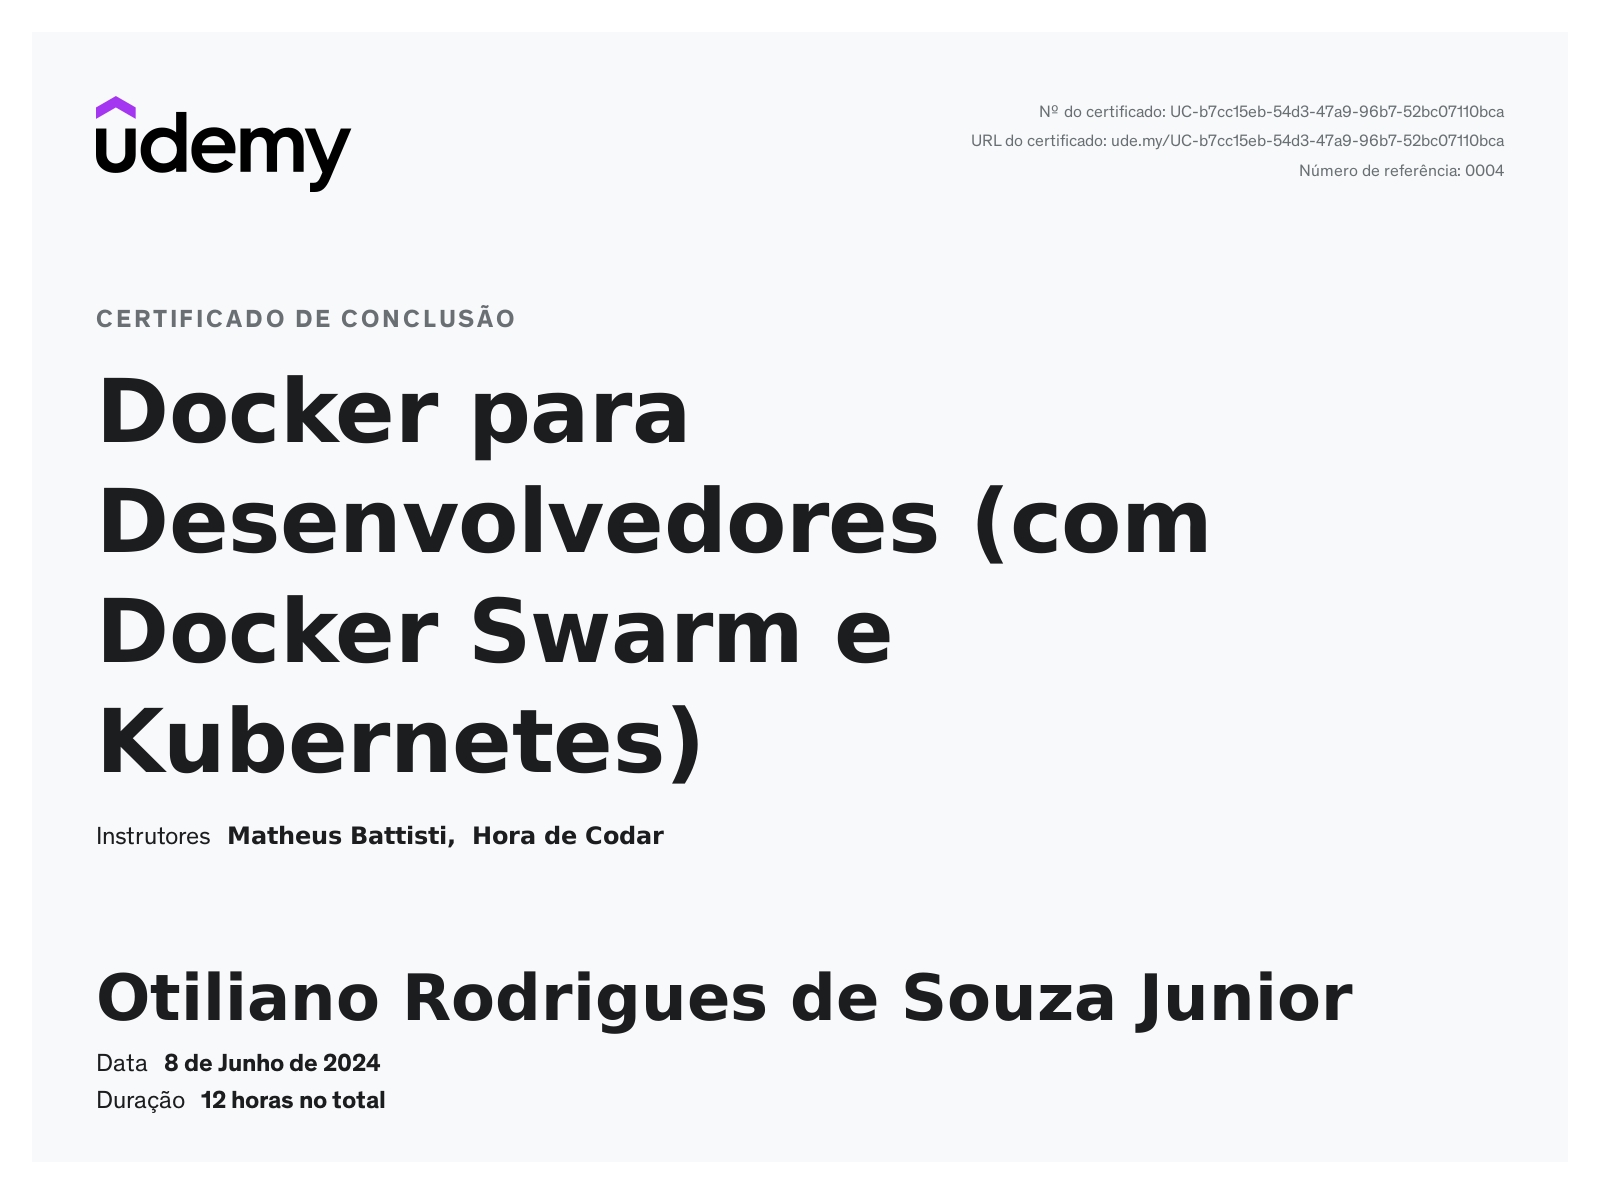 udemy
Nº do certificado: UC-b7cc15eb-54d3-47a9-96b7-52bc07110bca
URL do certificado: ude.my/UC-b7cc15eb-54d3-47a9-96b7-52bc07110bca
Número de referência: 0004
CERTIFICADO DE CONCLUSÃO
Docker para
Desenvolvedores (com
Docker Swarm e
Kubernetes)
Instrutores Matheus Battisti, Hora de Codar
Otiliano Rodrigues de Souza Junior
Data 8 de Junho de 2024
Duração 12 horas no total